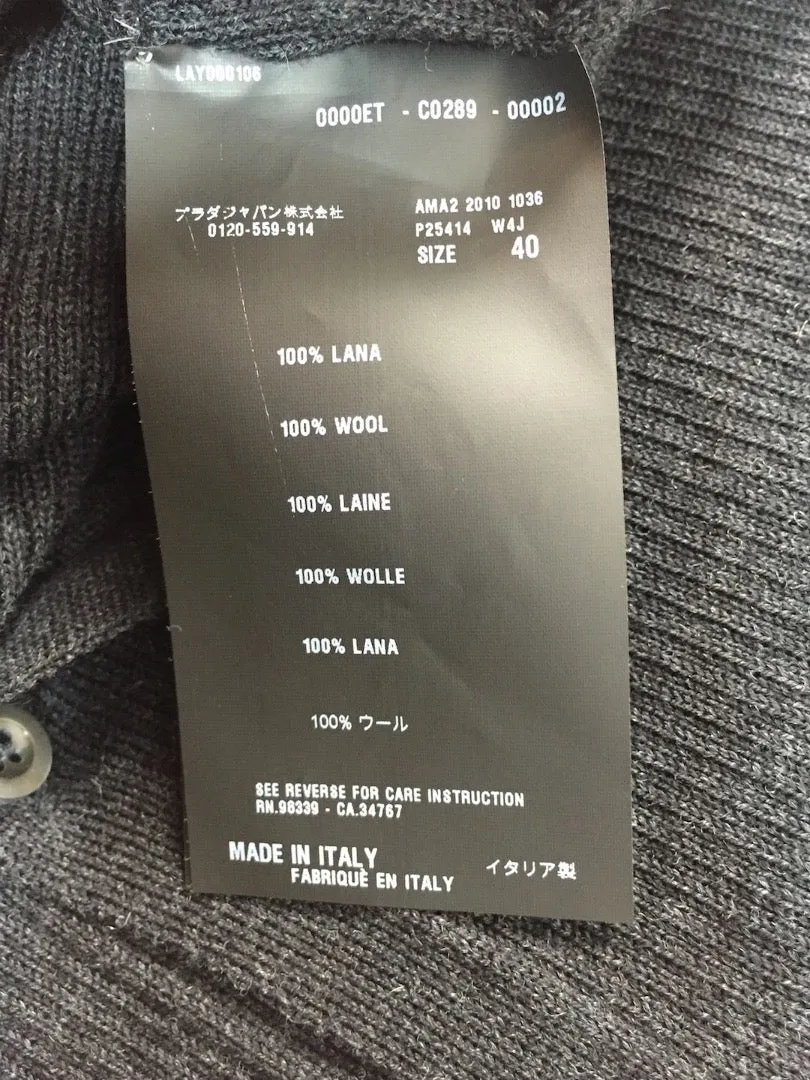 LAY000106
0000ET - C0289 - 00002
プラダジャパン株式会社
0120-559-914
AMA2 2010 1036
P25414 W4J
SIZE 40
100% LANA
100% WOOL
100% LAINE
100% WOLLE
100% LANA
100% ウール
SEE REVERSE FOR CARE INSTRUCTION
RN.98339 - CA.34767
MADE IN ITALY
FABRIQUÈ EN ITALY
イタリア製